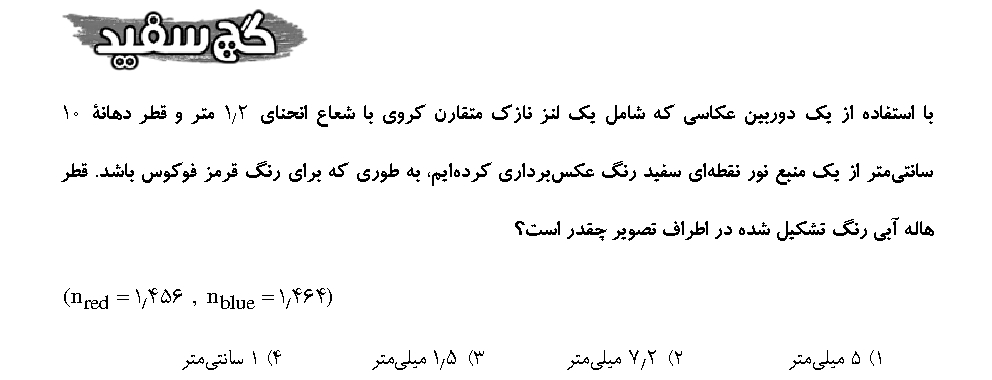 گچ سفید
با استفاده از یک دوربین عکاسی که شامل یک لنز نازک متقارن کروی با شعاع انحنای ۱٫۲ متر و قطر دهانهٔ ۱۰
سانتی‌متر از یک منبع نور نقطه‌ای سفید رنگ عکس‌برداری کرده‌ایم، به طوری که برای رنگ قرمز فوکوس باشد. قطر
هاله آبی رنگ تشکیل شده در اطراف تصویر چقدر است؟
(n_red = ۱٫۴۵۶ , n_blue = ۱٫۴۶۴)
۱) ۵ میلی‌متر ۲) ۷٫۲ میلی‌متر ۳) ۱٫۵ میلی‌متر ۴) ۱ سانتی‌متر